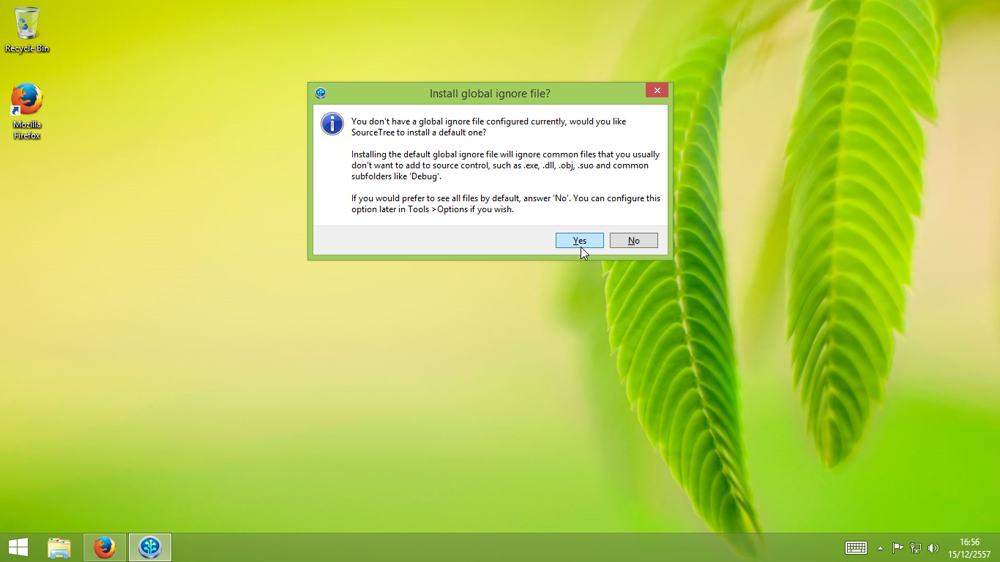 Recycle Bin
Mozilla
Firefox
Install global ignore file?
You don't have a global ignore file configured currently, would you like
SourceTree to install a default one?
Installing the default global ignore file will ignore common files that you usually
don't want to add to source control, such as .exe, .dll, .obj, .suo and common
subfolders like 'Debug'.
If you would prefer to see all files by default, answer 'No'. You can configure this
option later in Tools >Options if you wish.
Yes
No
16:56
15/12/2557